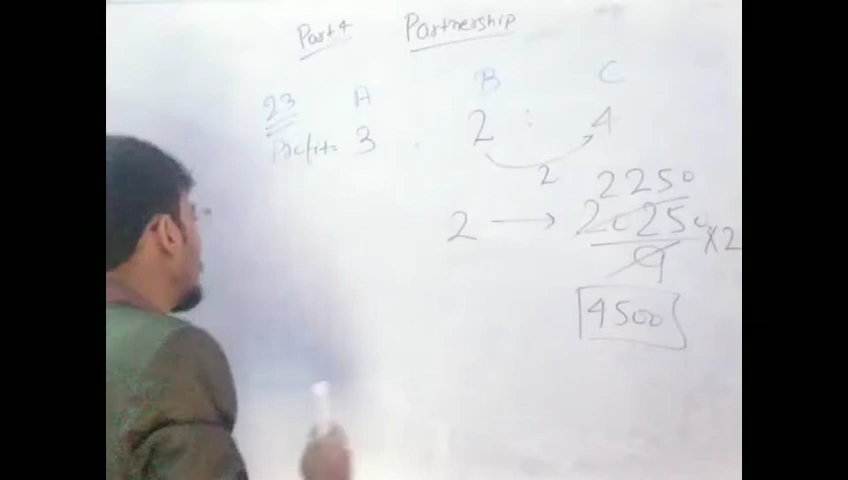 Part 4 Partnership
23 A B C
Profit = 3 : 2 : 4
2
2250
2 → 20250 × 2
9
4500